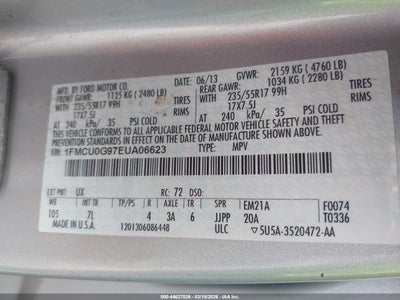 MFD. BY FORD MOTOR CO. DATE: 06/13 GVWR: 2159 KG ( 4760 LB)
FRONT GAWR: 1125 KG ( 2480 LB) REAR GAWR: 1034 KG ( 2280 LB)
WITH 235/55R17 99H TIRES WITH 235/55R17 99H TIRES
17X7.5J RIMS 17X7.5J RIMS
AT 240 kPa/ 35 PSI COLD AT 240 kPa/ 35 PSI COLD
THIS VEHICLE CONFORMS TO ALL APPLICABLE FEDERAL MOTOR VEHICLE SAFETY AND THEFT PREVENTION STANDARDS IN EFFECT ON THE DATE OF MANUFACTURE SHOWN ABOVE.
VIN: 1FMCU0G97EUA06623 TYPE: MPV
EXT PNT: UX RC: 72 DSO:
WB TP/PS R AXLE TR SPR EM21A F0074
105 7L 4 3A 6 JJPP 20A T0336
MADE IN U.S.A. 1201306086448 ULC 5U5A-3520472-AA
000-44627026 - 03/18/2026 - COPART